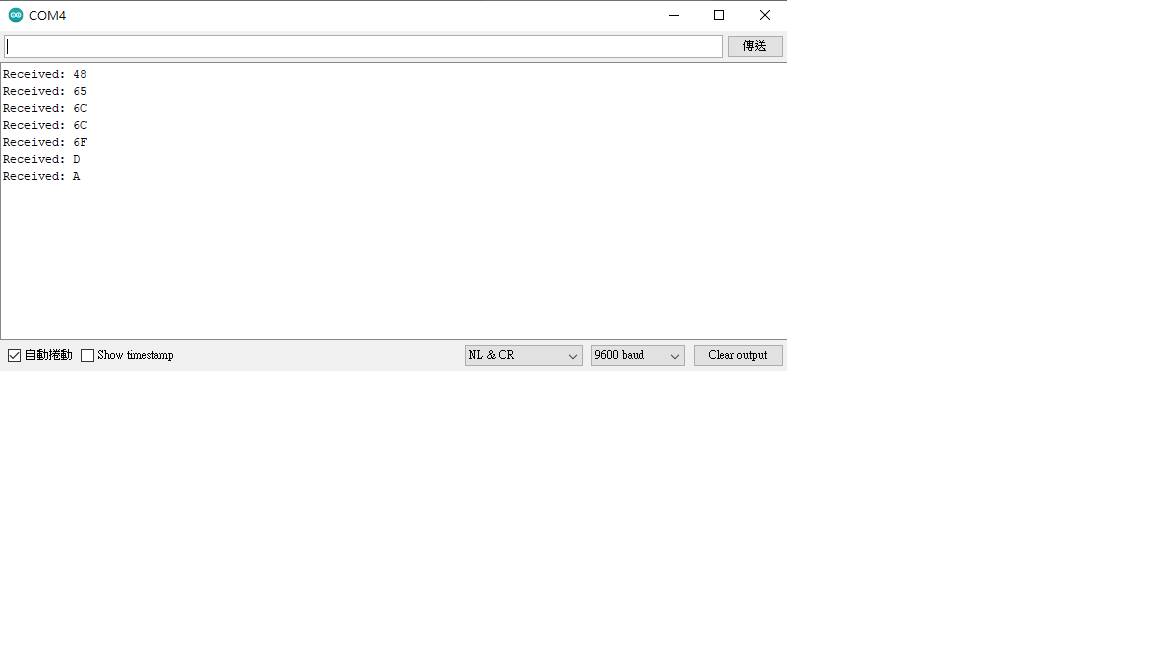 COM4
傳送
Received: 48
Received: 65
Received: 6C
Received: 6C
Received: 6F
Received: D
Received: A
自動捲動 Show timestamp NL & CR 9600 baud Clear output